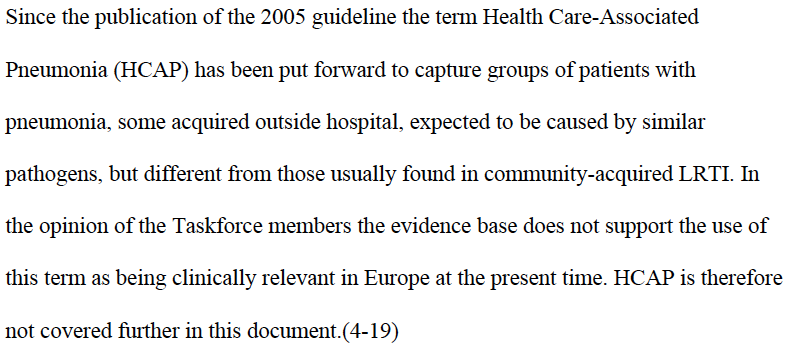 Since the publication of the 2005 guideline the term Health Care-Associated
Pneumonia (HCAP) has been put forward to capture groups of patients with
pneumonia, some acquired outside hospital, expected to be caused by similar
pathogens, but different from those usually found in community-acquired LRTI. In
the opinion of the Taskforce members the evidence base does not support the use of
this term as being clinically relevant in Europe at the present time. HCAP is therefore
not covered further in this document.(4-19)